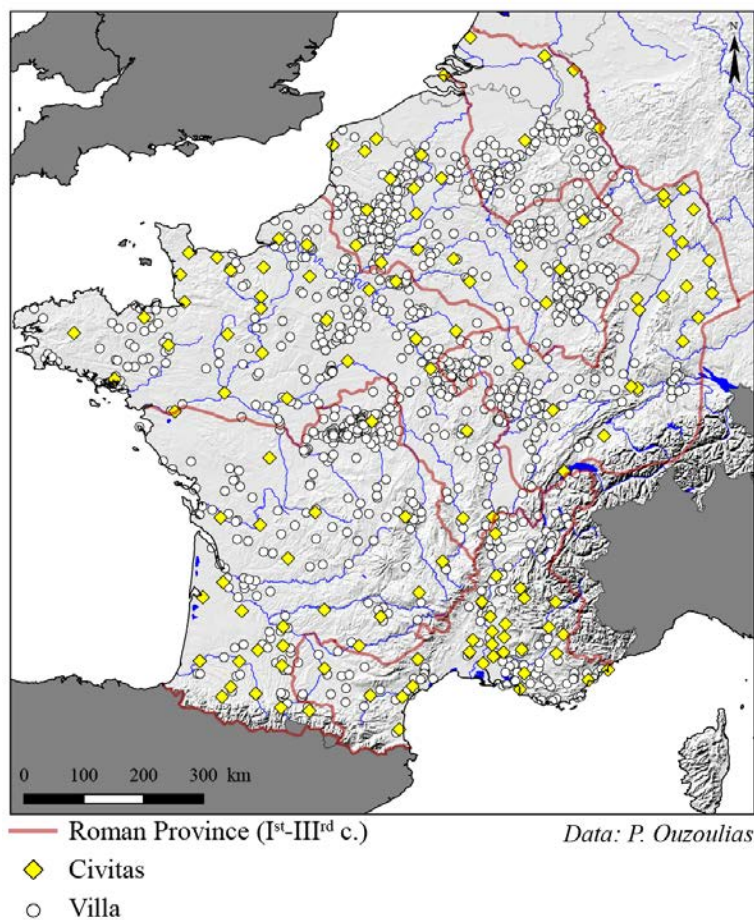 N
0 100 200 300 km
Roman Province (Iˢᵗ-IIIʳᵈ c.)
Data: P. Ouzoulias
Civitas
Villa